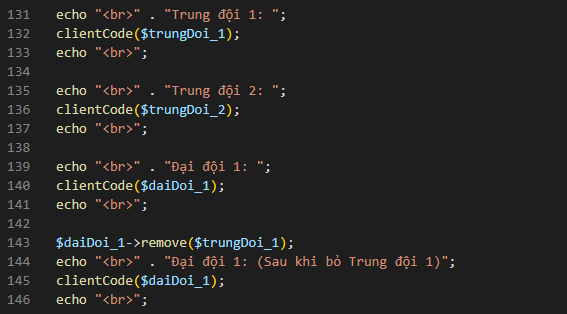 131 echo "<br>" . "Trung đội 1: ";
132 clientCode($trungDoi_1);
133 echo "<br>";
134
135 echo "<br>" . "Trung đội 2: ";
136 clientCode($trungDoi_2);
137 echo "<br>";
138
139 echo "<br>" . "Đại đội 1: ";
140 clientCode($daiDoi_1);
141 echo "<br>";
142
143 $daiDoi_1->remove($trungDoi_1);
144 echo "<br>" . "Đại đội 1: (Sau khi bỏ Trung đội 1)";
145 clientCode($daiDoi_1);
146 echo "<br>";